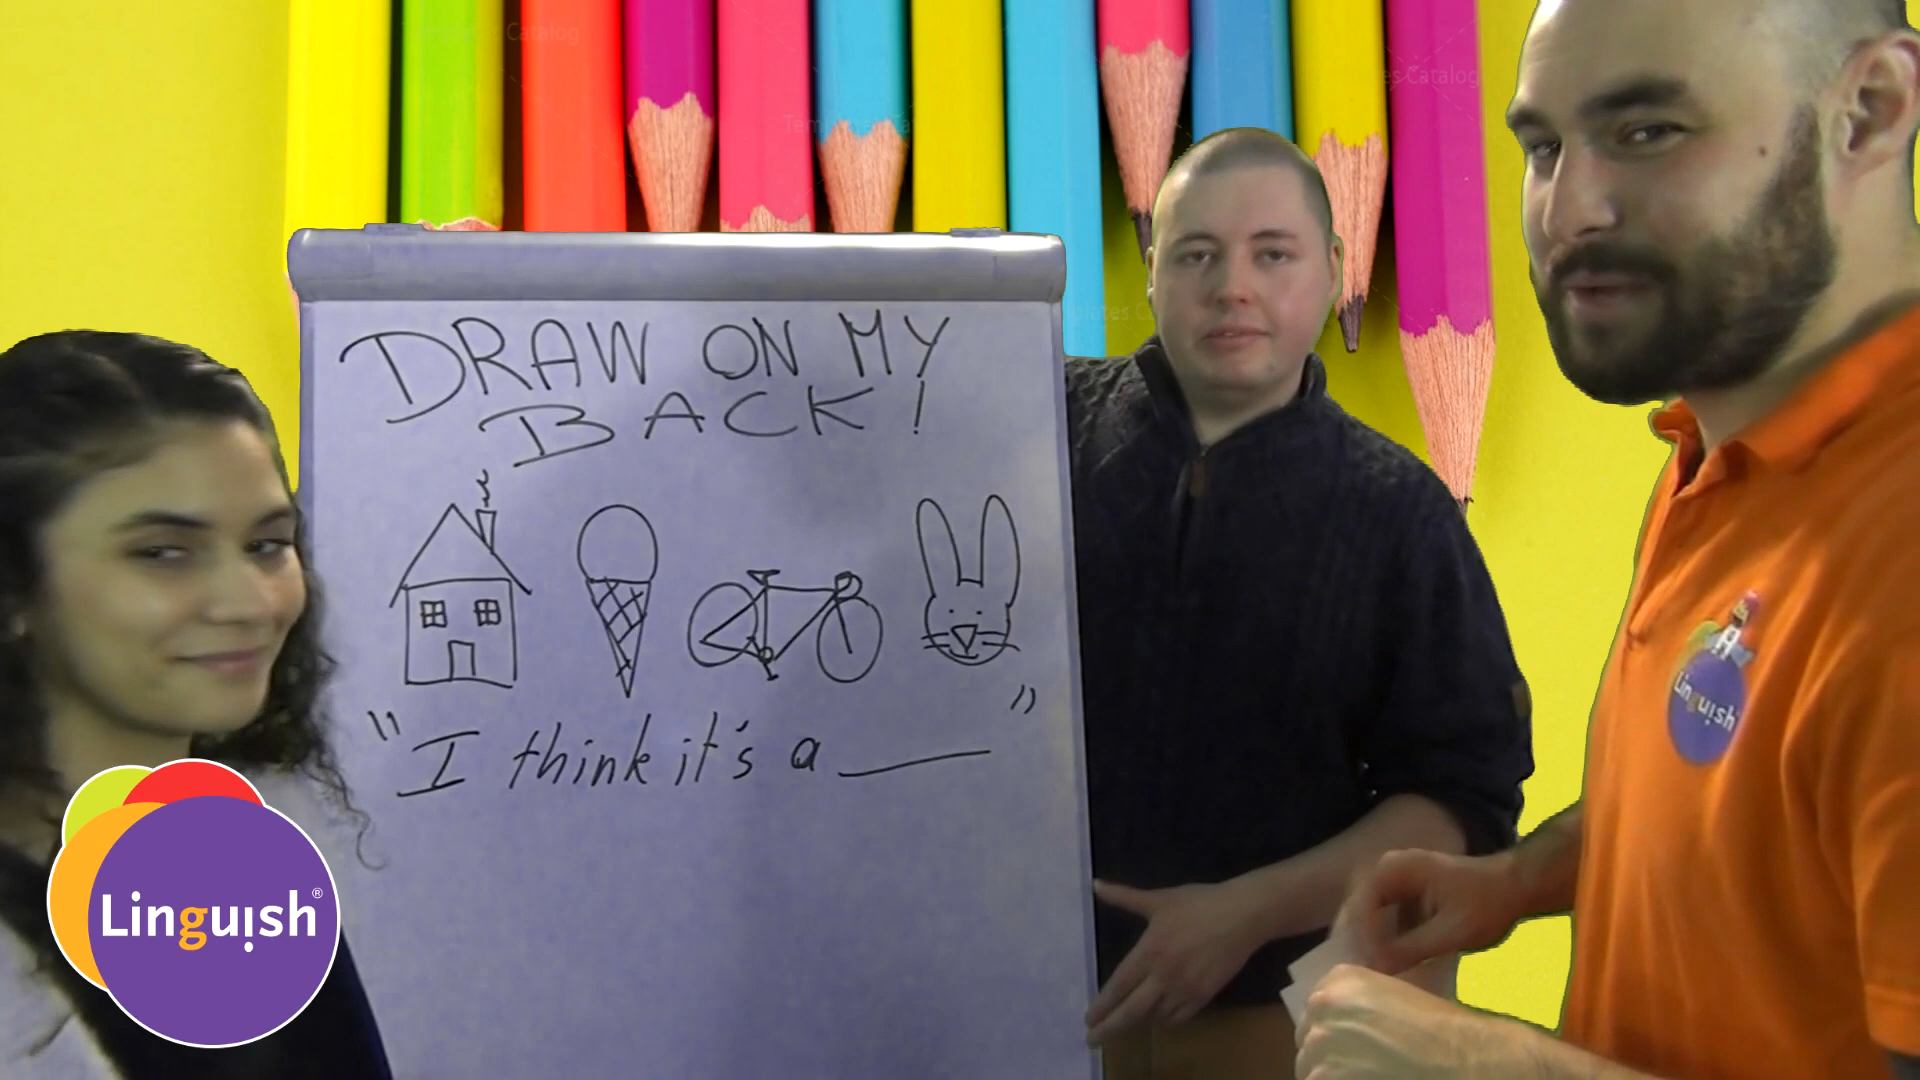 DRAW ON MY
BACK!
"I think it's a ___"
Linguish
Linguish®